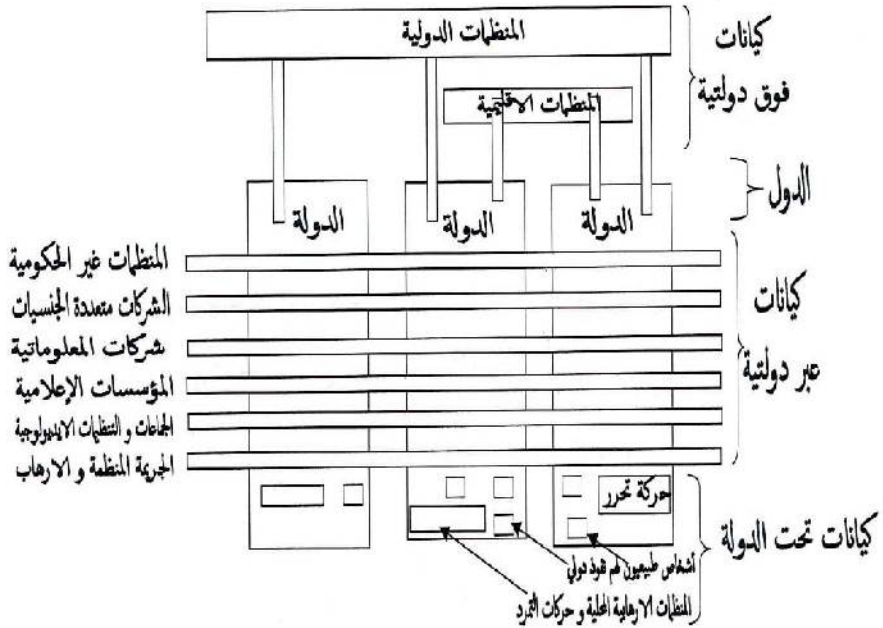 المنظمات الدولية
كيانات
فوق دولتية
المنظمات الاقليمية
الدول
الدولة
الدولة
الدولة
كيانات
عبر دولتية
المنظمات غير الحكومية
الشركات متعددة الجنسيات
شركات المعلوماتية
المؤسسات الإعلامية
الجماعات و التنظيمات الايديولوجية
الجريمة المنظمة و الارهاب
حركة تحرر
كيانات تحت الدولة
أشخاص طبيعيون لهم نفوذ دولي
المنظمات الارهابية المحلية و حركات التمرد